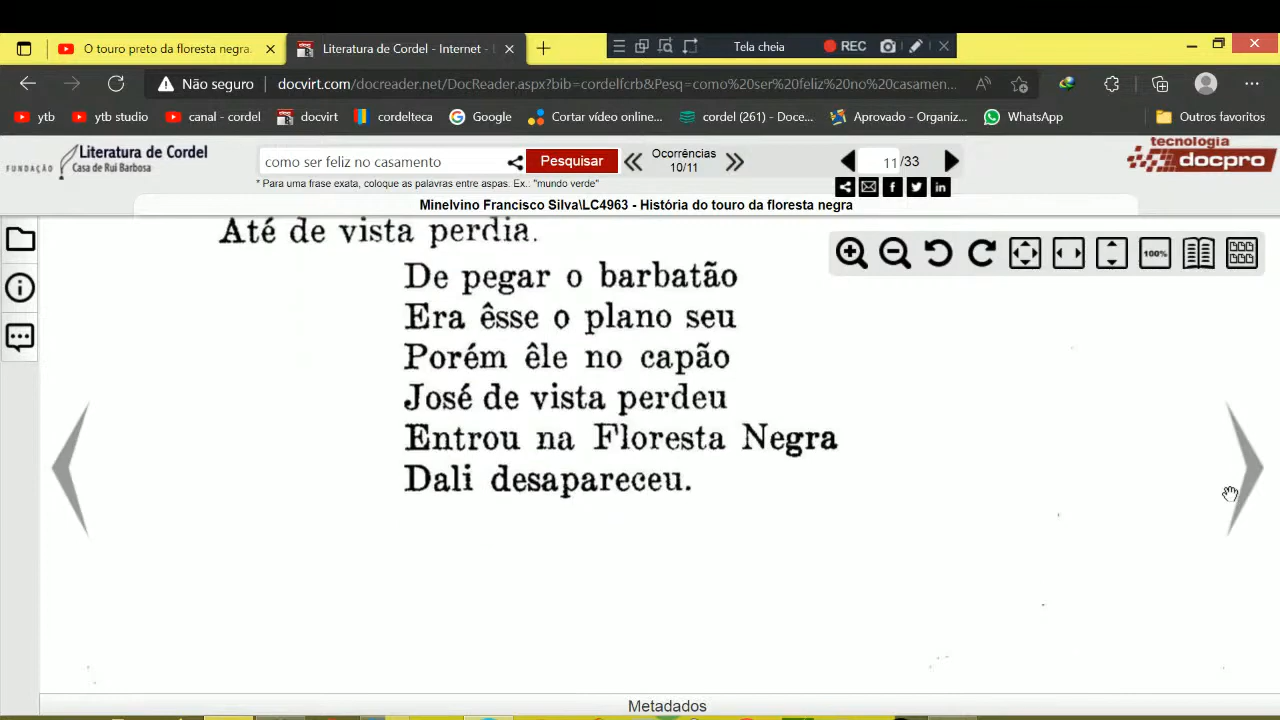 O touro preto da floresta negra.
Literatura de Cordel - Internet -
Tela cheia
REC
Não seguro
docvirt.com/docreader.net/DocReader.aspx?bib=cordelfcrb&Pesq=como%20ser%20feliz%20no%20casamen...
ytb
ytb studio
canal - cordel
docvirt
cordelteca
Google
Cortar vídeo online...
cordel (261) - Doce...
Aprovado - Organiz...
WhatsApp
Outros favoritos
FUNDAÇÃO
Literatura de Cordel
Casa de Rui Barbosa
como ser feliz no casamento
Pesquisar
Ocorrências
10/11
11 /33
tecnologia
docpro
* Para uma frase exata, coloque as palavras entre aspas. Ex.: "mundo verde"
Minelvino Francisco Silva\LC4963 - História do touro da floresta negra
100%
Até de vista perdia.
De pegar o barbatão
Era êsse o plano seu
Porém êle no capão
José de vista perdeu
Entrou na Floresta Negra
Dali desapareceu.
Metadados